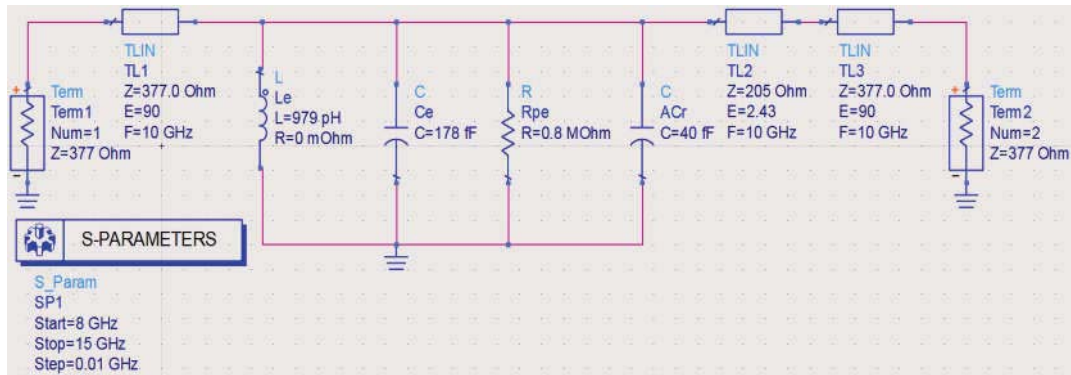 TLIN
TL1
Z=377.0 Ohm
E=90
F=10 GHz
+
Term
Term1
Num=1
Z=377 Ohm
-
L
Le
L=979 pH
R=0 mOhm
C
Ce
C=178 fF
R
Rpe
R=0.8 MOhm
C
ACr
C=40 fF
TLIN
TL2
Z=205 Ohm
E=2.43
F=10 GHz
TLIN
TL3
Z=377.0 Ohm
E=90
F=10 GHz
+
Term
Term2
Num=2
Z=377 Ohm
-
S-PARAMETERS
S_Param
SP1
Start=8 GHz
Stop=15 GHz
Step=0.01 GHz